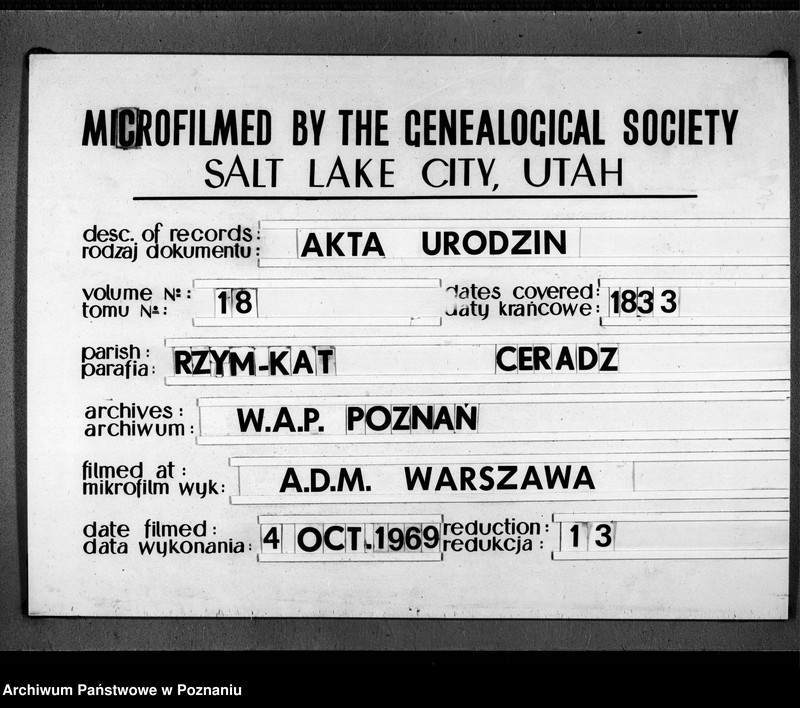 MICROFILMED BY THE GENEALOGICAL SOCIETY
SALT LAKE CITY, UTAH
desc. of records:
rodzaj dokumentu: AKTA URODZIN
volume №: dates covered:
tomu №: 18 daty krańcowe: 1833
parish:
parafia: RZYM-KAT CERADZ
archives:
archiwum: W.A.P. POZNAŃ
filmed at:
mikrofilm wyk: A.D.M. WARSZAWA
date filmed: reduction:
data wykonania: 4 OCT.1969 redukcja: 13
Archiwum Państwowe w Poznaniu